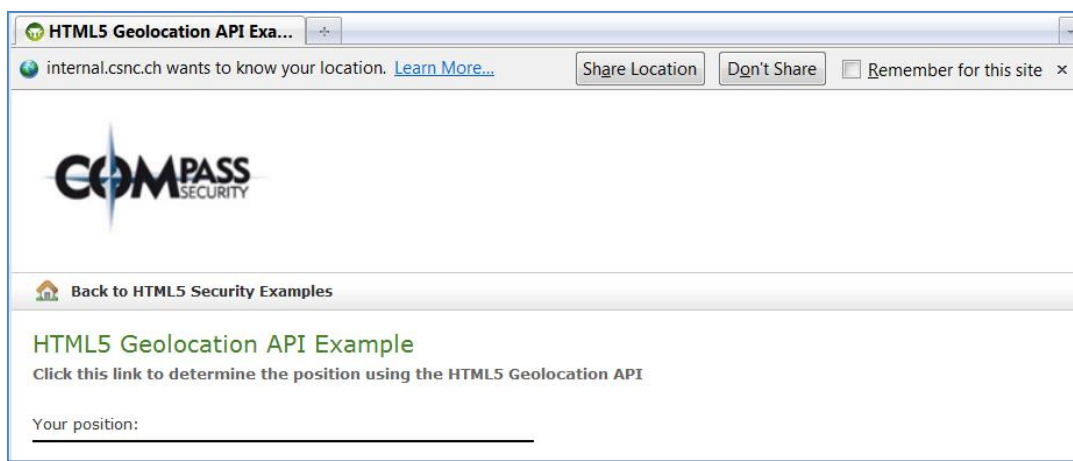 HTML5 Geolocation API Exa...
internal.csnc.ch wants to know your location. Learn More... Share Location Don't Share Remember for this site ×
COMPASS
SECURITY
Back to HTML5 Security Examples
HTML5 Geolocation API Example
Click this link to determine the position using the HTML5 Geolocation API
Your position: